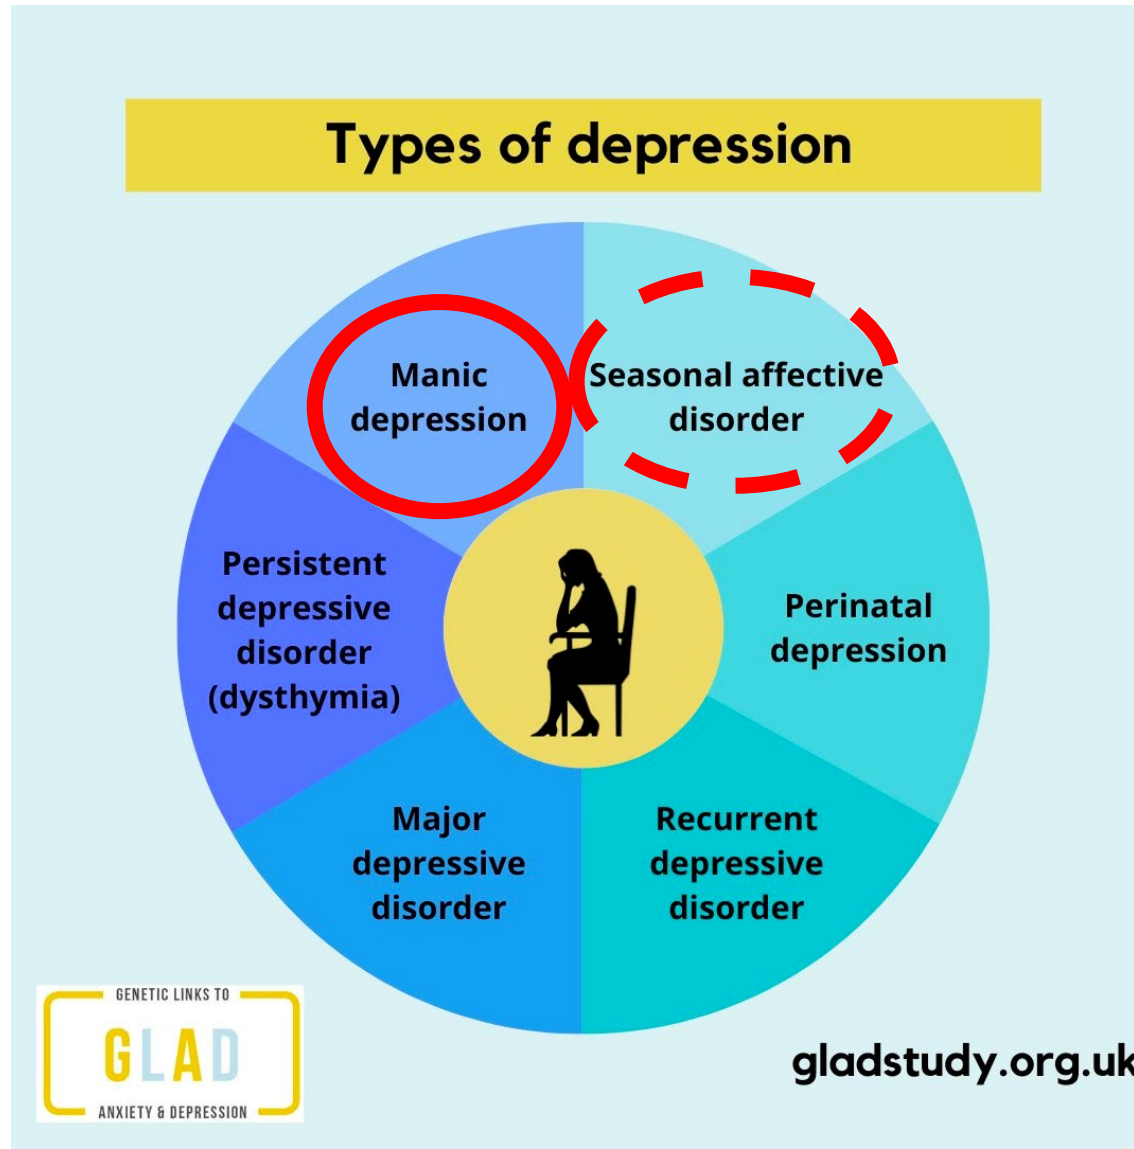 Types of depression
Manic
depression
Seasonal affective
disorder
Persistent
depressive
disorder
(dysthymia)
Perinatal
depression
Major
depressive
disorder
Recurrent
depressive
disorder
GENETIC LINKS TO
GLAD
ANXIETY & DEPRESSION
gladstudy.org.uk